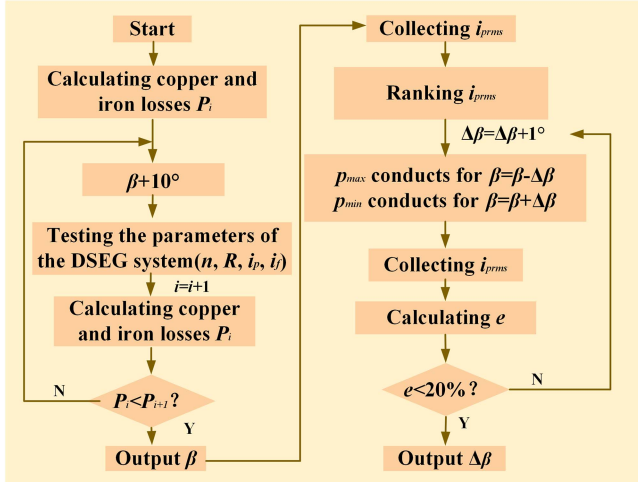 Start
Calculating copper and
iron losses Pᵢ
β+10°
Testing the parameters of
the DSEG system(n, R, iₚ, i_f)
i=i+1
Calculating copper
and iron losses Pᵢ
N
Pᵢ<Pᵢ₊₁?
Y
Output β
Collecting iₚᵣₘₛ
Ranking iₚᵣₘₛ
Δβ=Δβ+1°
pₘₐₓ conducts for β=β-Δβ
pₘᵢₙ conducts for β=β+Δβ
Collecting iₚᵣₘₛ
Calculating e
e<20%?
N
Y
Output Δβ